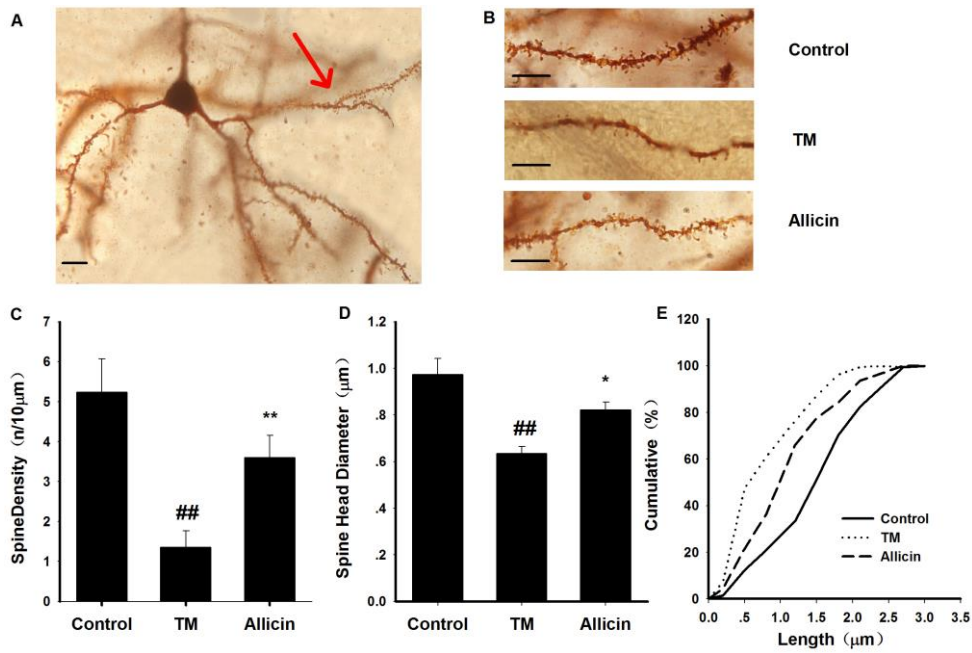 A
B
Control
TM
Allicin
C
SpineDensity (n/10μm)
7
6
5
4
3
2
1
0
##
**
Control TM Allicin
D
Spine Head Diameter (μm)
1.2
1.0
.8
.6
.4
.2
0.0
##
*
Control TM Allicin
E
Cumulative (%)
120
100
80
60
40
20
0
Control
TM
Allicin
0.0 .5 1.0 1.5 2.0 2.5 3.0 3.5
Length (μm)